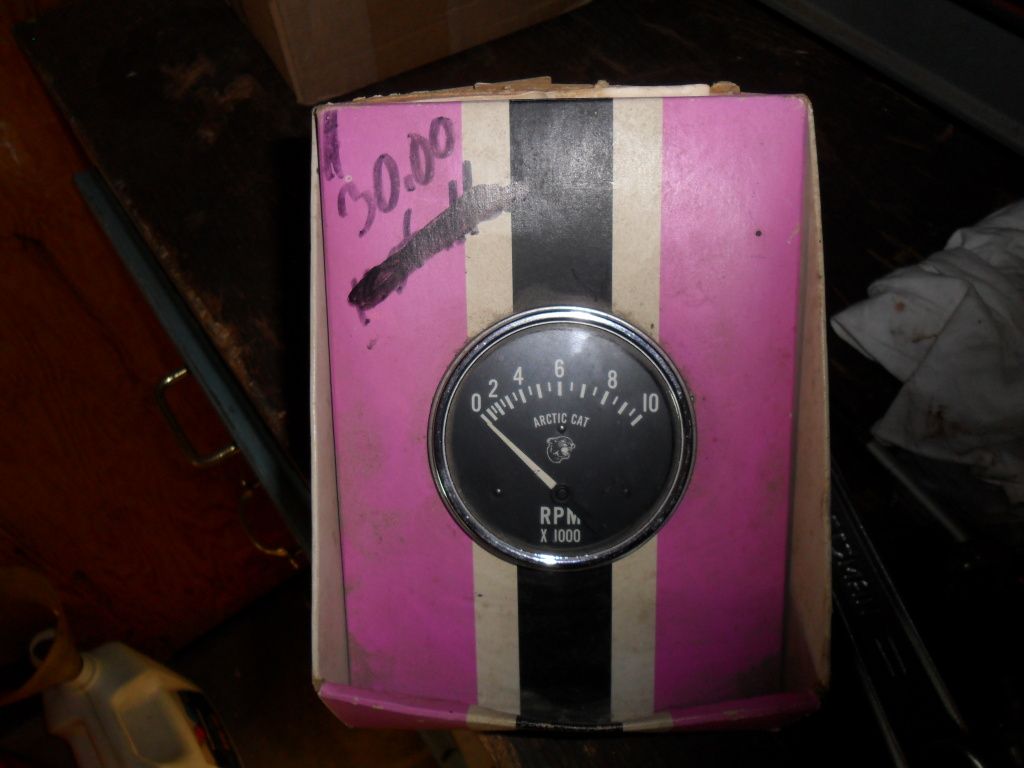 30.00
0 2 4 6 8 10
ARCTIC CAT
RPM
X 1000